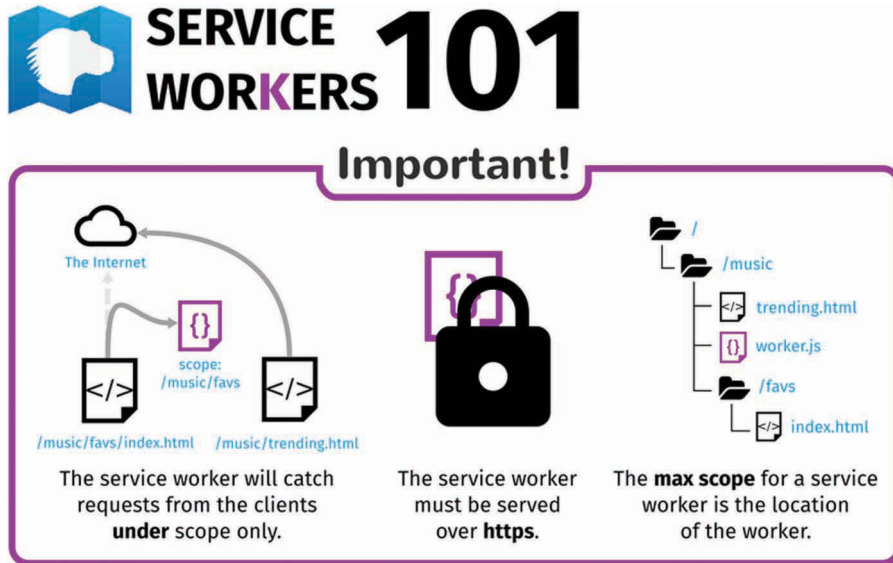 SERVICE
WORKERS
101
Important!
The Internet
{}
scope:
/music/favs
</>
</>
/music/favs/index.html
/music/trending.html
The service worker will catch
requests from the clients
under scope only.
{}
The service worker
must be served
over https.
/
/music
</> trending.html
{} worker.js
/favs
</> index.html
The max scope for a service
worker is the location
of the worker.